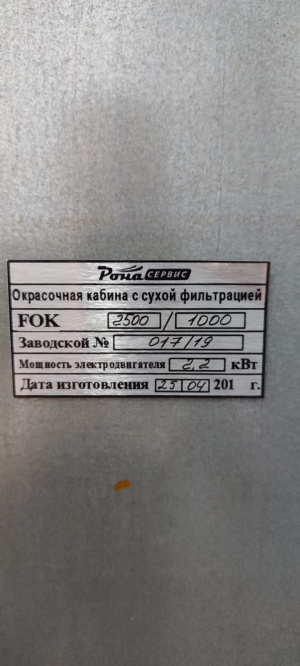 Рона СЕРВИС
Окрасочная кабина с сухой фильтрацией
FOK 2500 / 1000
Заводской № 017/19
Мощность электродвигателя 2,2 кВт
Дата изготовления 25 04 201 г.